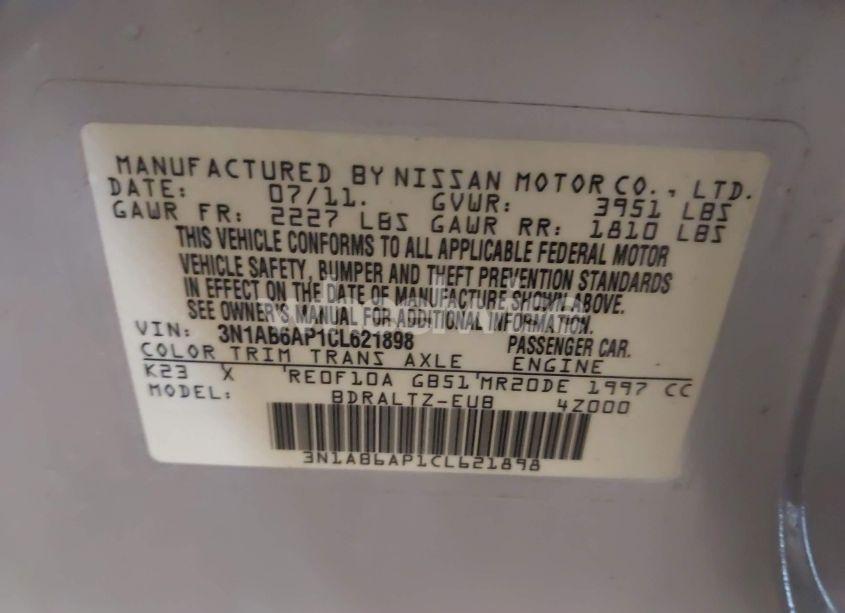 MANUFACTURED BY NISSAN MOTOR CO., LTD.
DATE: 07/11. GVWR: 3951 LBS
GAWR FR: 2227 LBS GAWR RR: 1810 LBS
THIS VEHICLE CONFORMS TO ALL APPLICABLE FEDERAL MOTOR
VEHICLE SAFETY, BUMPER AND THEFT PREVENTION STANDARDS
IN EFFECT ON THE DATE OF MANUFACTURE SHOWN ABOVE.
SEE OWNER'S MANUAL FOR ADDITIONAL INFORMATION.
VIN: 3N1AB6AP1CL621898 PASSENGER CAR.
COLOR TRIM TRANS AXLE ENGINE
K23 X 'RE0F10A GB51'MR20DE 1997 CC
MODEL: BDRALTZ-EUB 4Z000
3N1AB6AP1CL621898